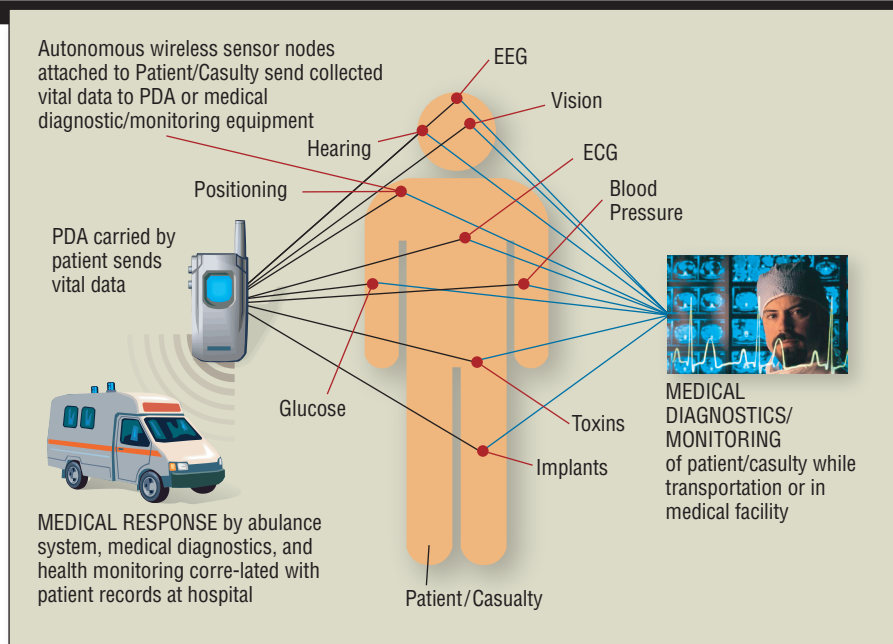 Autonomous wireless sensor nodes
attached to Patient/Casulty send collected
vital data to PDA or medical
diagnostic/monitoring equipment
EEG
Vision
Hearing
ECG
Positioning
Blood
Pressure
PDA carried by
patient sends
vital data
Glucose
Toxins
Implants
MEDICAL
DIAGNOSTICS/
MONITORING
of patient/casulty while
transportation or in
medical facility
MEDICAL RESPONSE by abulance
system, medical diagnostics, and
health monitoring corre-lated with
patient records at hospital
Patient/Casualty